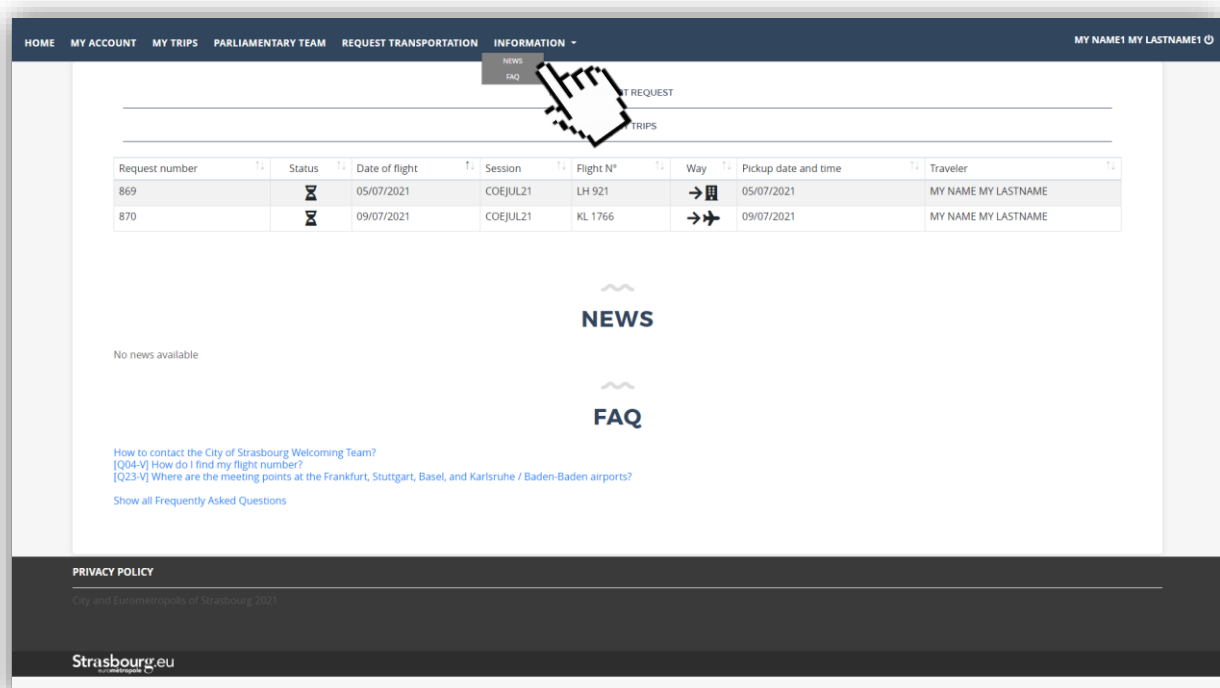 HOME MY ACCOUNT MY TRIPS PARLIAMENTARY TEAM REQUEST TRANSPORTATION INFORMATION MY NAME1 MY LASTNAME1
NEWS
FAQ
REQUEST
TRIPS
Request number Status Date of flight Session Flight N° Way Pickup date and time Traveler
869 05/07/2021 COEJUL21 LH 921 05/07/2021 MY NAME MY LASTNAME
870 09/07/2021 COEJUL21 KL 1766 09/07/2021 MY NAME MY LASTNAME
NEWS
No news available
FAQ
How to contact the City of Strasbourg Welcoming Team?
[Q04-V] How do I find my flight number?
[Q23-V] Where are the meeting points at the Frankfurt, Stuttgart, Basel, and Karlsruhe / Baden-Baden airports?
Show all Frequently Asked Questions
PRIVACY POLICY
City and Eurometropolis of Strasbourg 2021
Strasbourg.eu
eurométropole